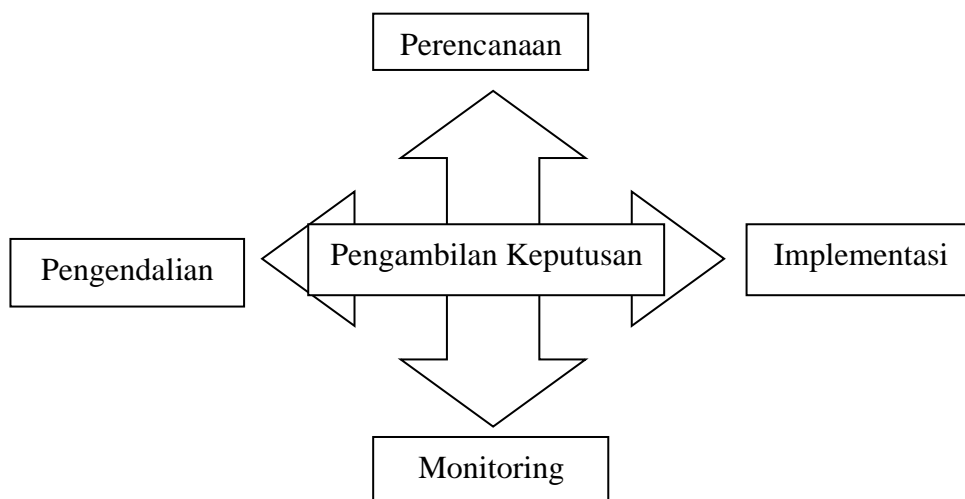 Perencanaan
Pengendalian
Pengambilan Keputusan
Implementasi
Monitoring